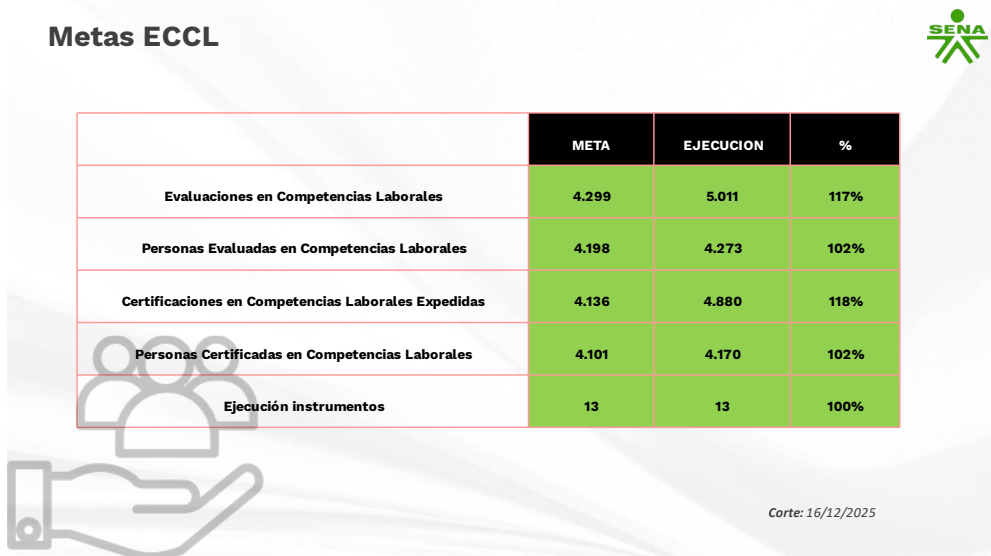 Metas ECCL
SENA
META EJECUCION %
Evaluaciones en Competencias Laborales 4.299 5.011 117%
Personas Evaluadas en Competencias Laborales 4.198 4.273 102%
Certificaciones en Competencias Laborales Expedidas 4.136 4.880 118%
Personas Certificadas en Competencias Laborales 4.101 4.170 102%
Ejecución instrumentos 13 13 100%
Corte: 16/12/2025